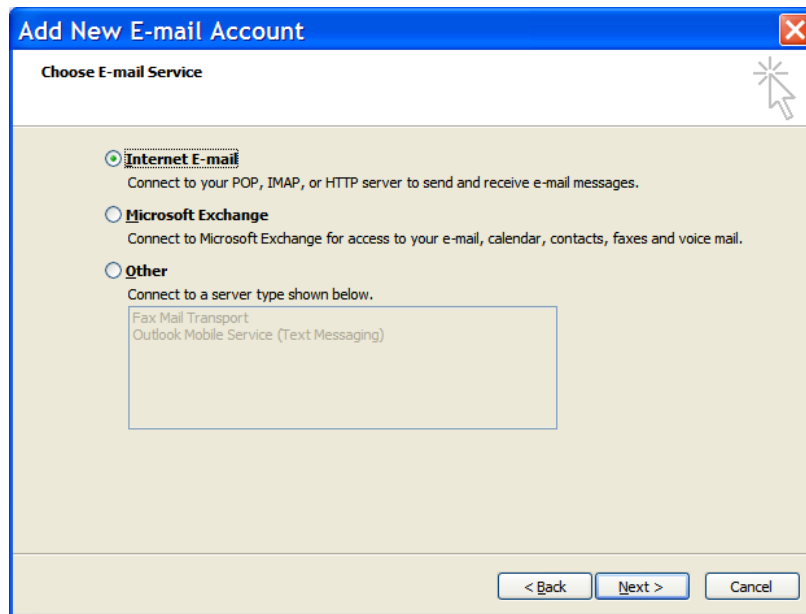 Add New E-mail Account
Choose E-mail Service
Internet E-mail
Connect to your POP, IMAP, or HTTP server to send and receive e-mail messages.
Microsoft Exchange
Connect to Microsoft Exchange for access to your e-mail, calendar, contacts, faxes and voice mail.
Other
Connect to a server type shown below.
Fax Mail Transport
Outlook Mobile Service (Text Messaging)
< Back Next > Cancel